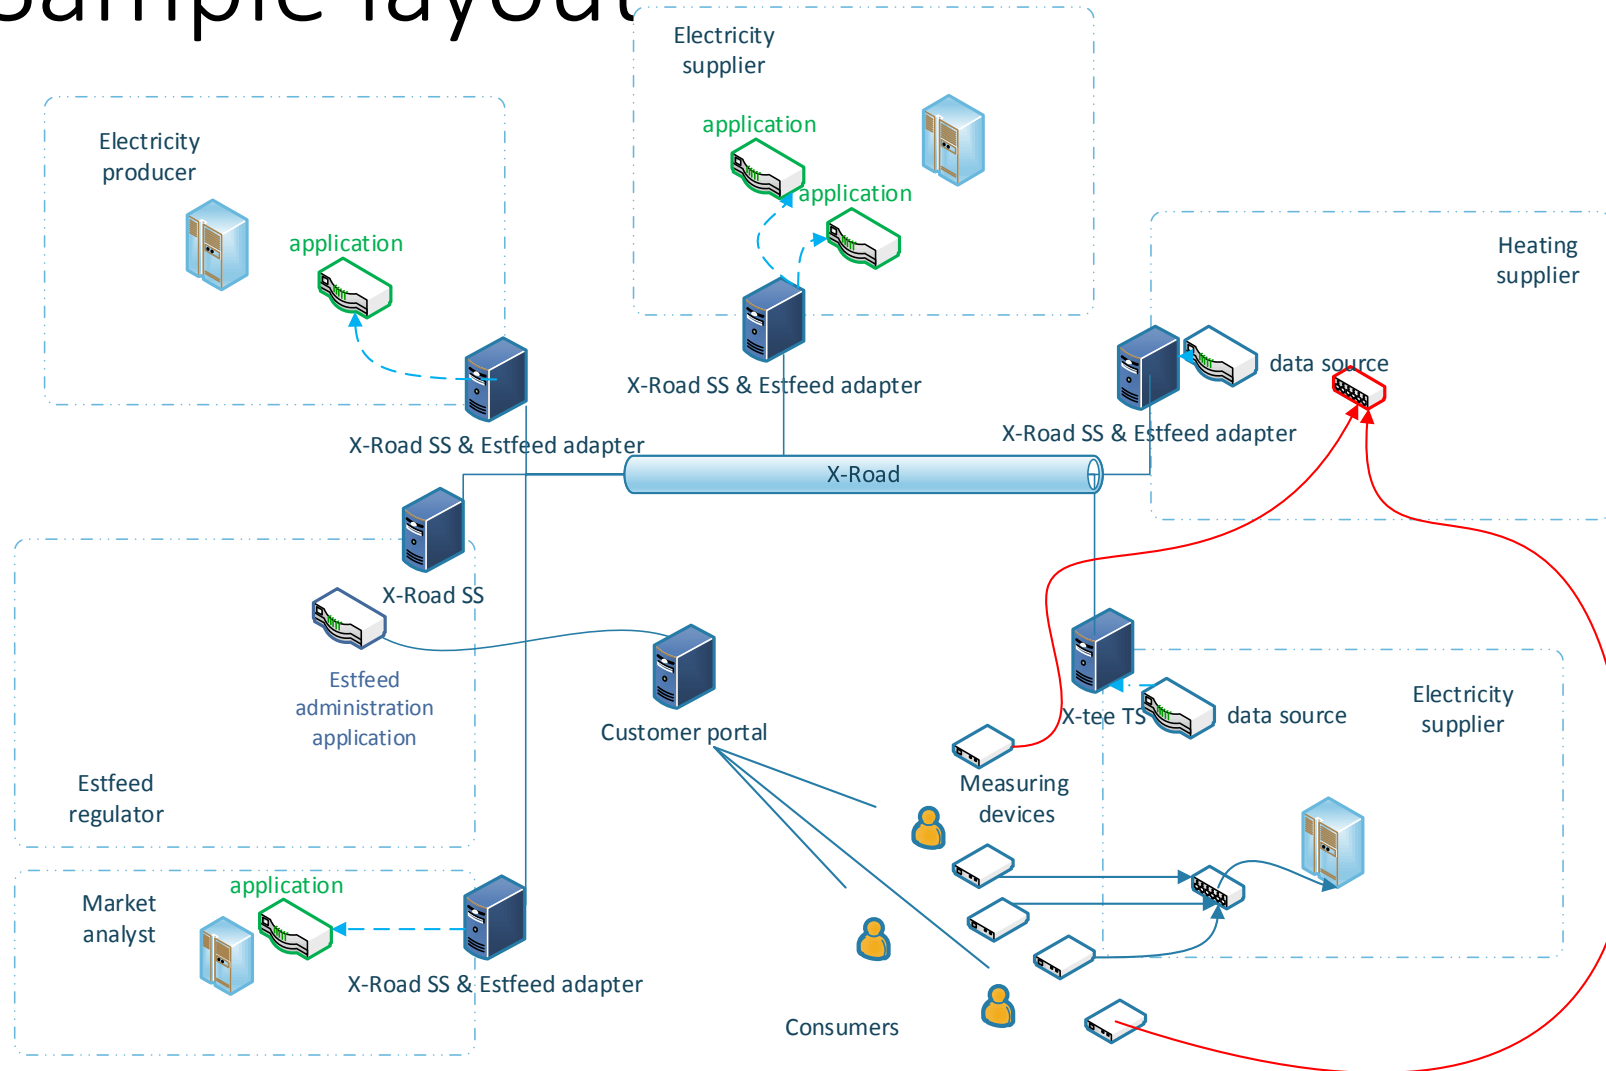 Sample layout
Electricity
supplier
application
application
Electricity
producer
application
Heating
supplier
data source
X-Road SS & Estfeed adapter
X-Road SS & Estfeed adapter
X-Road SS & Estfeed adapter
X-Road
X-Road SS
Estfeed
administration
application
Customer portal
X-tee TS
data source
Electricity
supplier
Estfeed
regulator
Measuring
devices
application
Market
analyst
X-Road SS & Estfeed adapter
Consumers